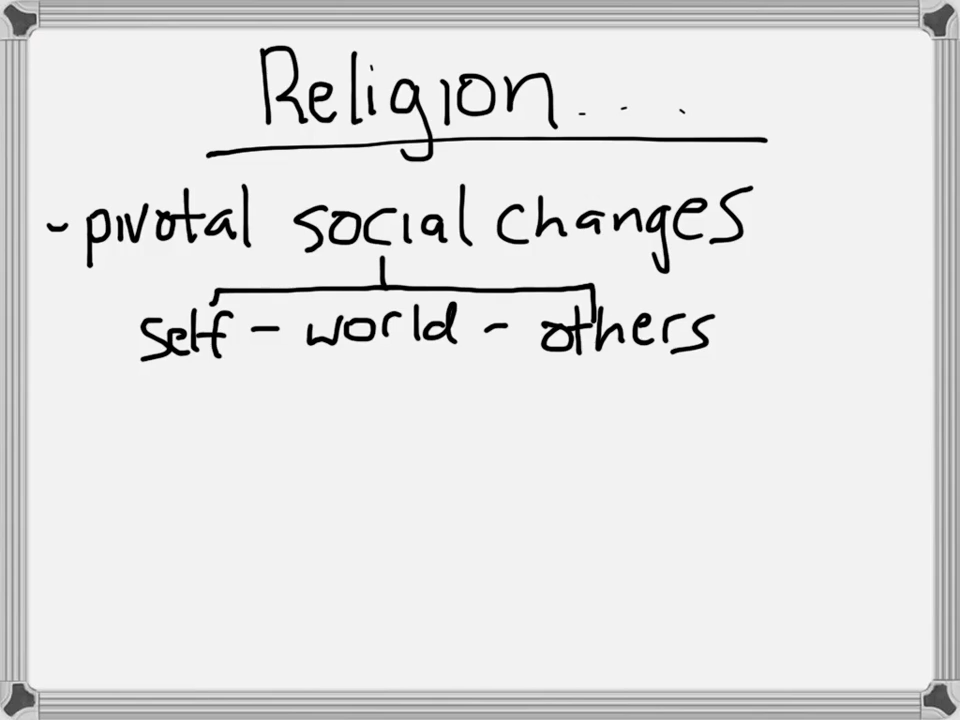 Religion...
- pivotal social changes
self - world - others